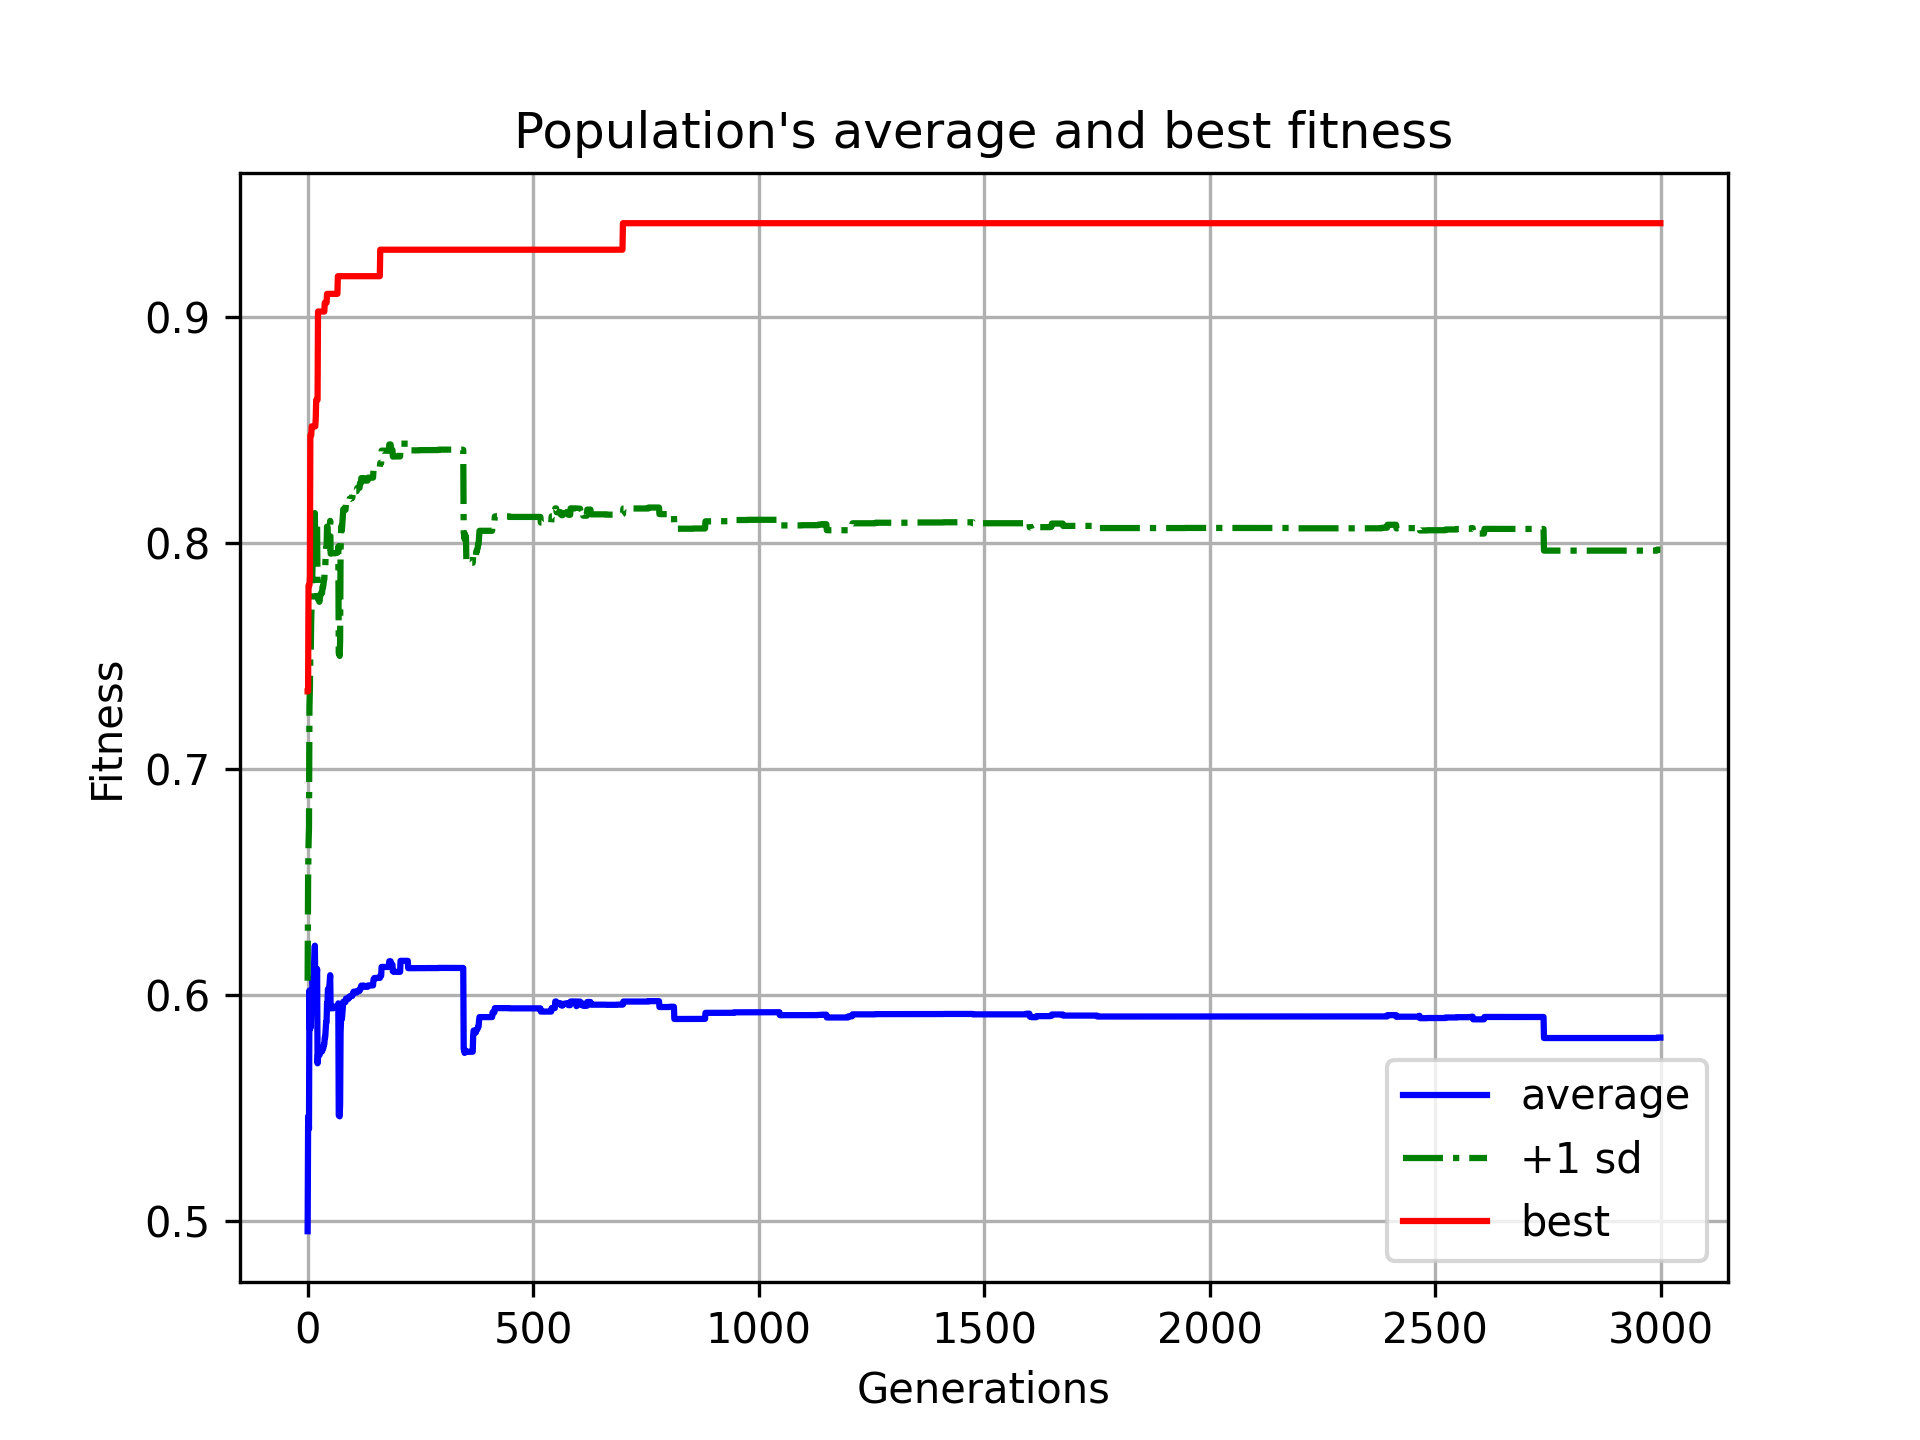 Population's average and best fitness
Fitness
0.9
0.8
0.7
0.6
0.5
0 500 1000 1500 2000 2500 3000
Generations
average
+1 sd
best